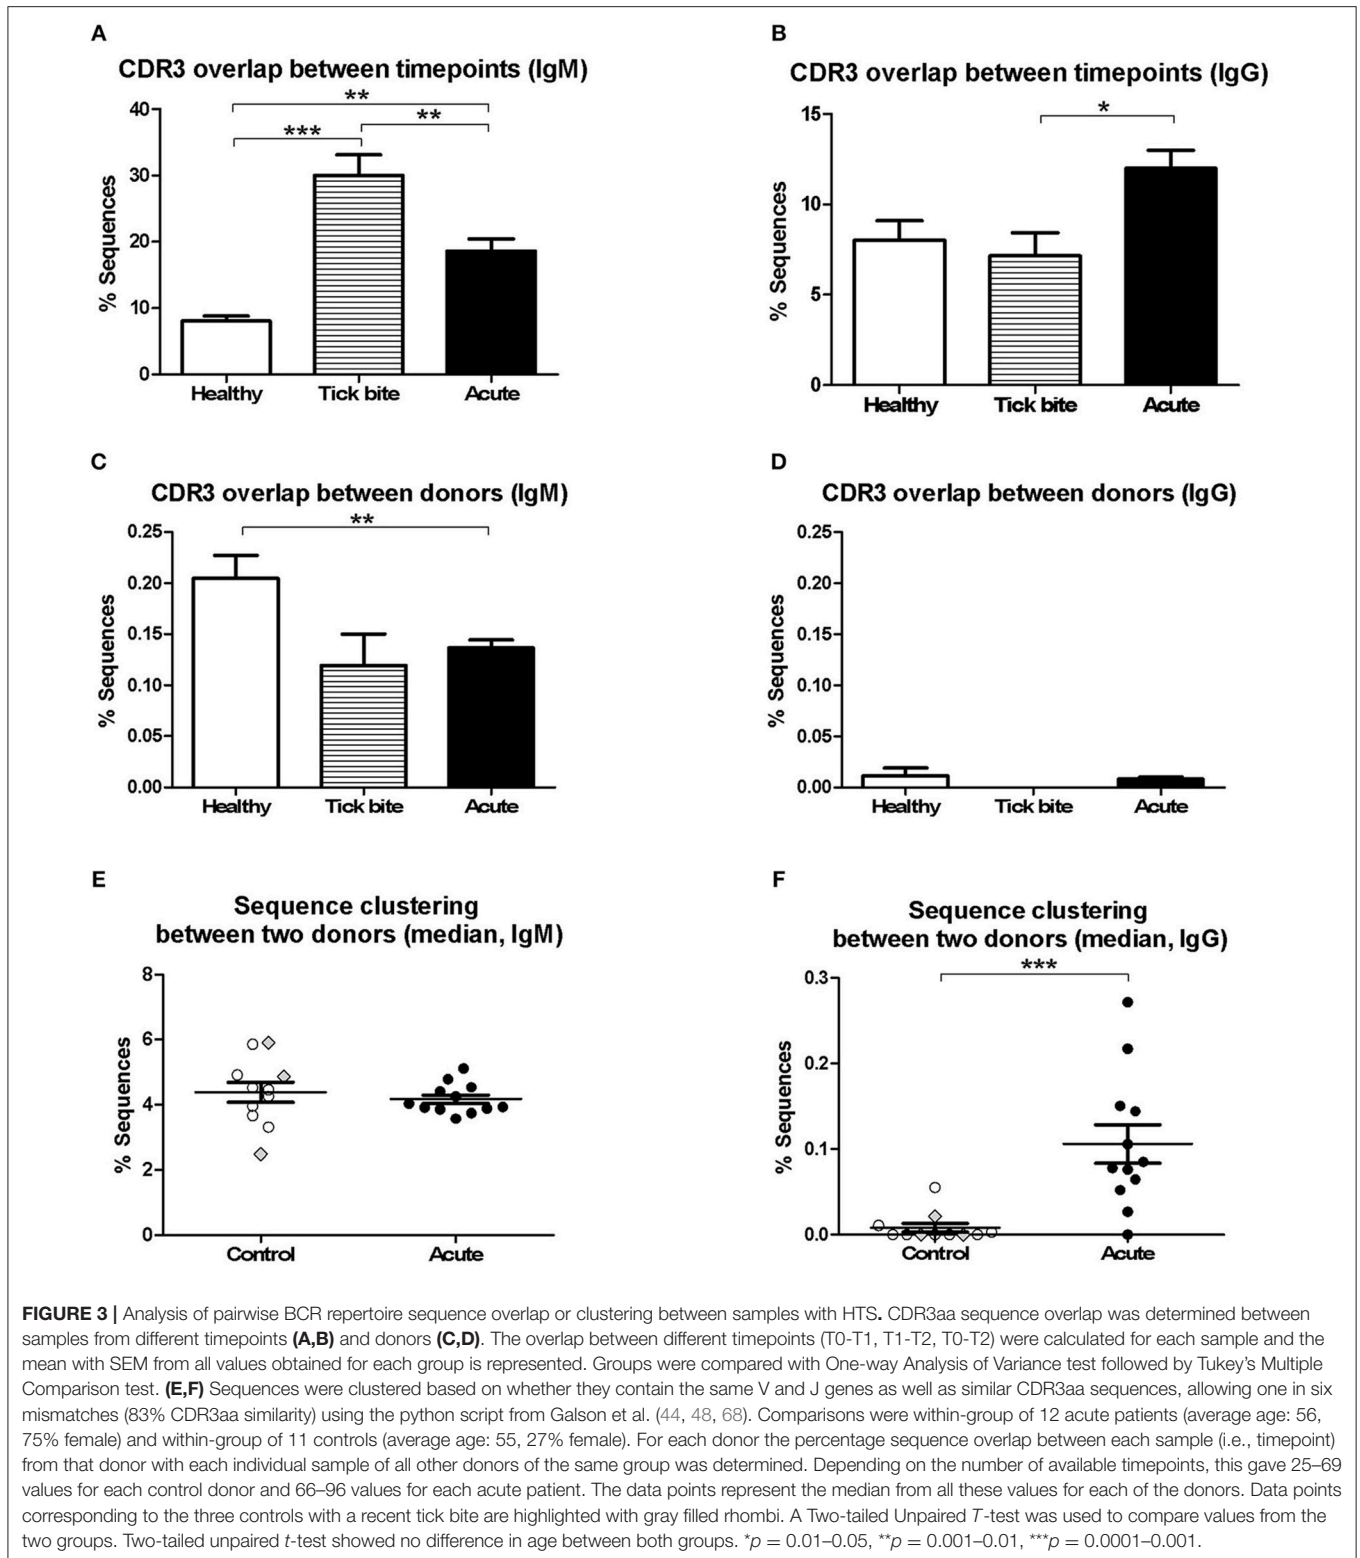 A
CDR3 overlap between timepoints (IgM)
% Sequences
40
30
20
10
0
**
***
**
Healthy
Tick bite
Acute
B
CDR3 overlap between timepoints (IgG)
% Sequences
15
10
5
0
*
Healthy
Tick bite
Acute
C
CDR3 overlap between donors (IgM)
% Sequences
0.25
0.20
0.15
0.10
0.05
0.00
**
Healthy
Tick bite
Acute
D
CDR3 overlap between donors (IgG)
% Sequences
0.25
0.20
0.15
0.10
0.05
0.00
Healthy
Tick bite
Acute
E
Sequence clustering
between two donors (median, IgM)
% Sequences
8
6
4
2
0
Control
Acute
F
Sequence clustering
between two donors (median, IgG)
% Sequences
0.3
0.2
0.1
0.0
***
Control
Acute
FIGURE 3 | Analysis of pairwise BCR repertoire sequence overlap or clustering between samples with HTS. CDR3aa sequence overlap was determined between
samples from different timepoints (A,B) and donors (C,D). The overlap between different timepoints (T0-T1, T1-T2, T0-T2) were calculated for each sample and the
mean with SEM from all values obtained for each group is represented. Groups were compared with One-way Analysis of Variance test followed by Tukey's Multiple
Comparison test. (E,F) Sequences were clustered based on whether they contain the same V and J genes as well as similar CDR3aa sequences, allowing one in six
mismatches (83% CDR3aa similarity) using the python script from Galson et al. (44, 48, 68). Comparisons were within-group of 12 acute patients (average age: 56,
75% female) and within-group of 11 controls (average age: 55, 27% female). For each donor the percentage sequence overlap between each sample (i.e., timepoint)
from that donor with each individual sample of all other donors of the same group was determined. Depending on the number of available timepoints, this gave 25–69
values for each control donor and 66–96 values for each acute patient. The data points represent the median from all these values for each of the donors. Data points
corresponding to the three controls with a recent tick bite are highlighted with gray filled rhombi. A Two-tailed Unpaired T-test was used to compare values from the
two groups. Two-tailed unpaired t-test showed no difference in age between both groups. *p = 0.01–0.05, **p = 0.001–0.01, ***p = 0.0001–0.001.